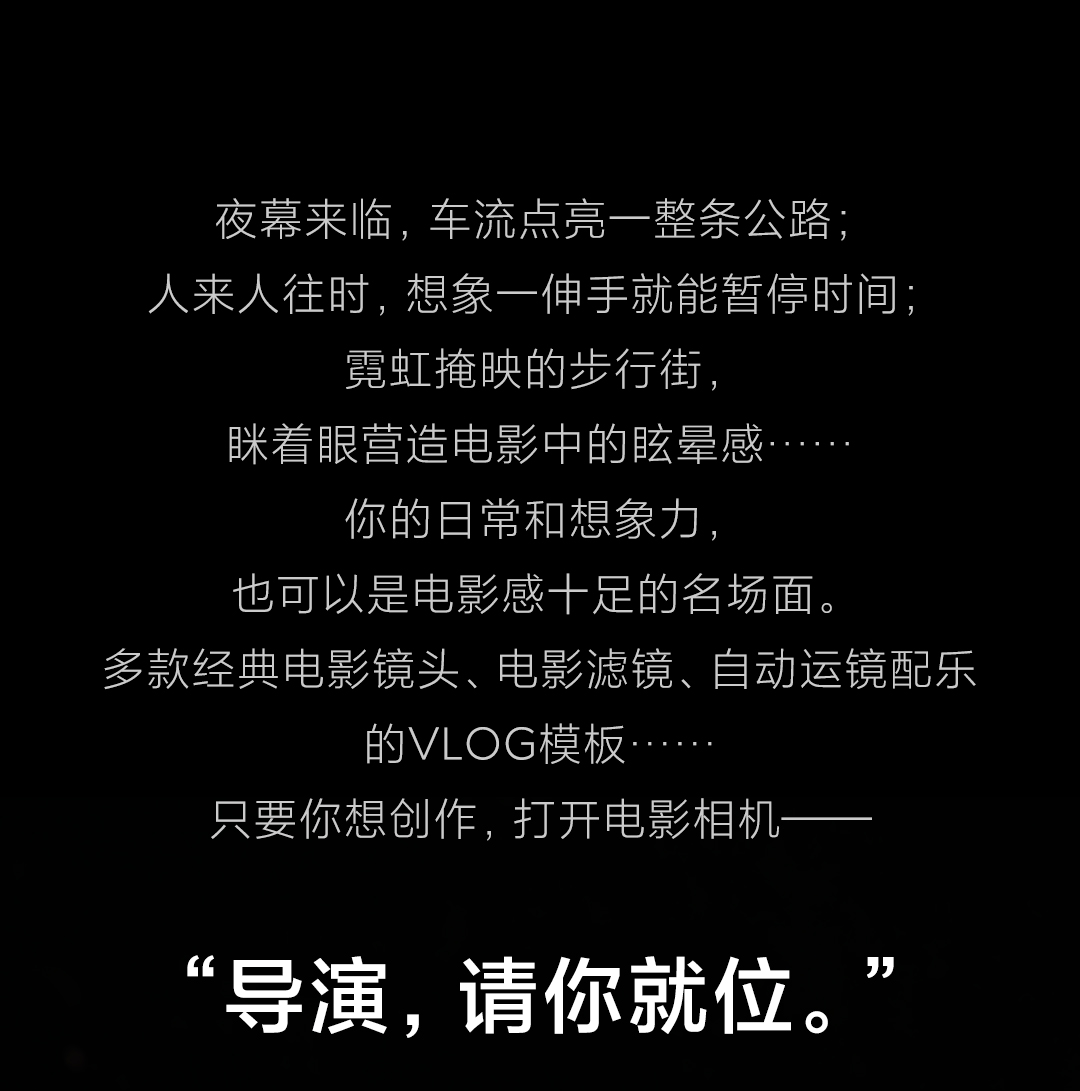 夜幕来临，车流点亮一整条公路；
人来人往时，想象一伸手就能暂停时间；
霓虹掩映的步行街，
眯着眼营造电影中的眩晕感······
你的日常和想象力，
也可以是电影感十足的名场面。
多款经典电影镜头、电影滤镜、自动运镜配乐
的VLOG模板······
只要你想创作，打开电影相机——
“导演，请你就位。”